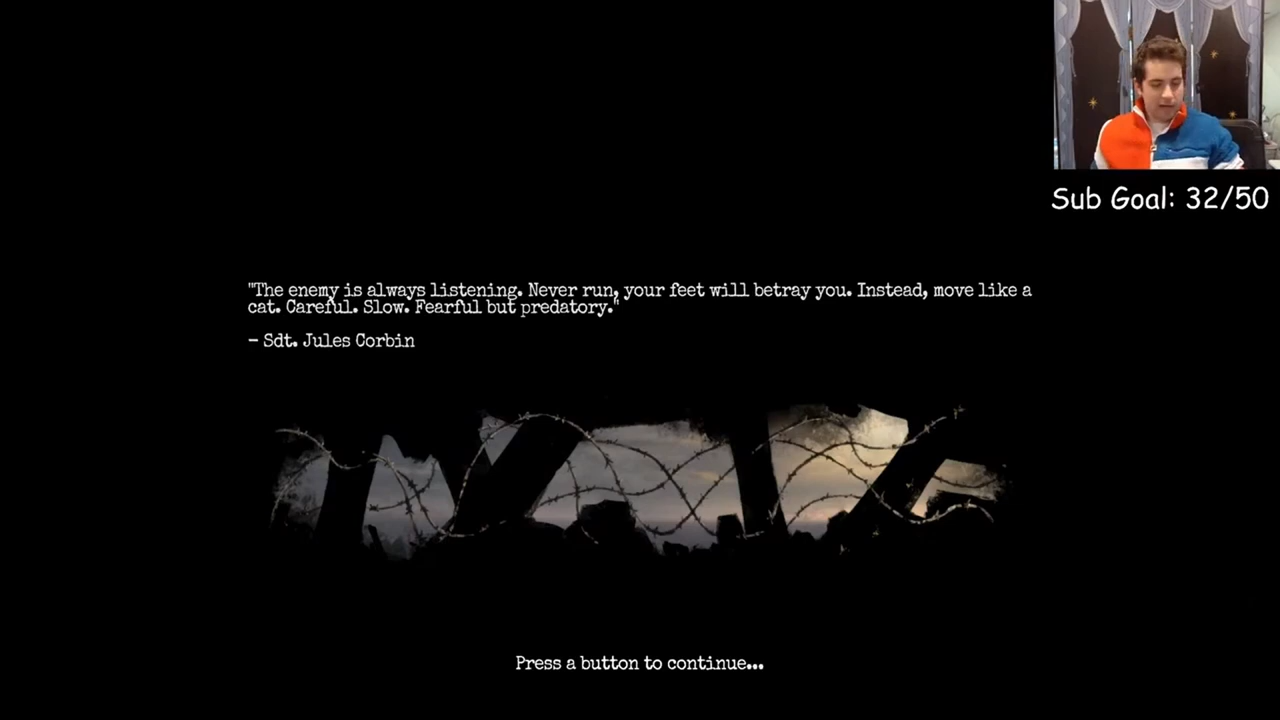 Sub Goal: 32/50
"The enemy is always listening. Never run, your feet will betray you. Instead, move like a
cat. Careful. Slow. Fearful but predatory."
- Sdt. Jules Corbin
Press a button to continue...